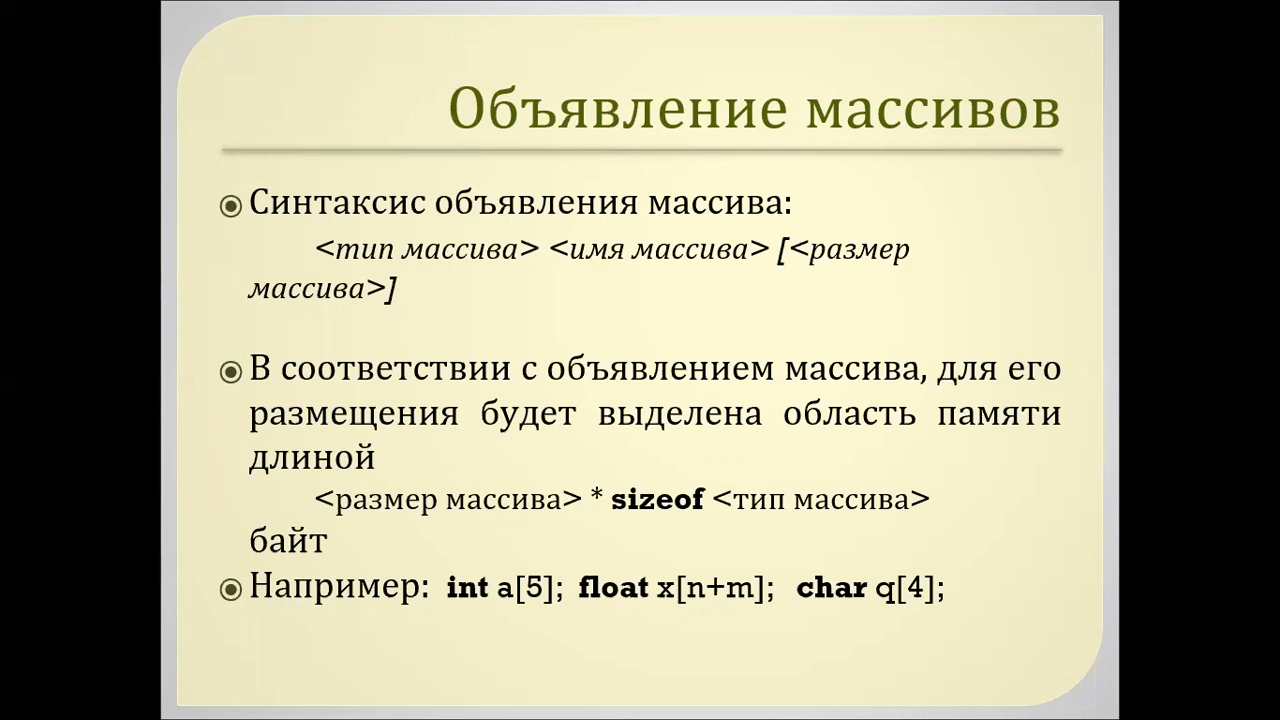 Объявление массивов
Синтаксис объявления массива:
<тип массива> <имя массива> [<размер
массива>]
В соответствии с объявлением массива, для его
размещения будет выделена область памяти
длиной
<размер массива> * sizeof <тип массива>
байт
Например: int a[5]; float x[n+m]; char q[4];